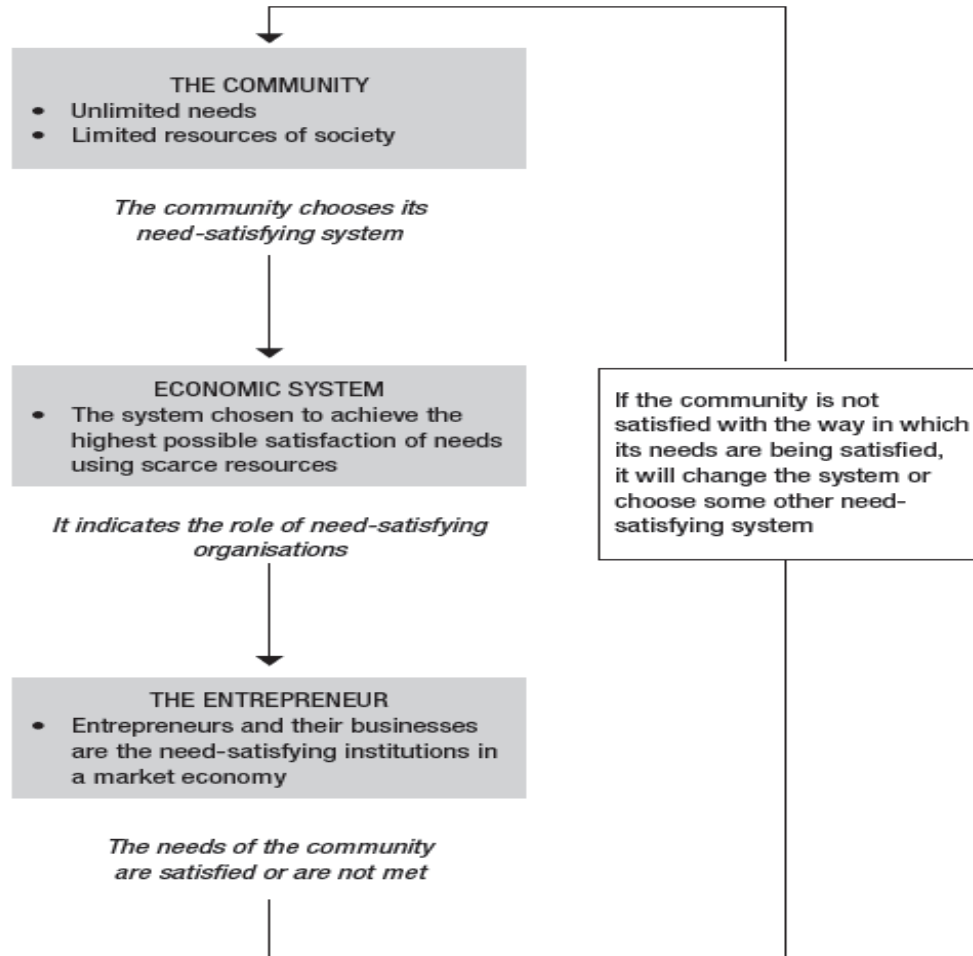 THE COMMUNITY
• Unlimited needs
• Limited resources of society
The community chooses its
need-satisfying system
ECONOMIC SYSTEM
• The system chosen to achieve the
highest possible satisfaction of needs
using scarce resources
It indicates the role of need-satisfying
organisations
THE ENTREPRENEUR
• Entrepreneurs and their businesses
are the need-satisfying institutions in
a market economy
The needs of the community
are satisfied or are not met
If the community is not
satisfied with the way in which
its needs are being satisfied,
it will change the system or
choose some other need-
satisfying system